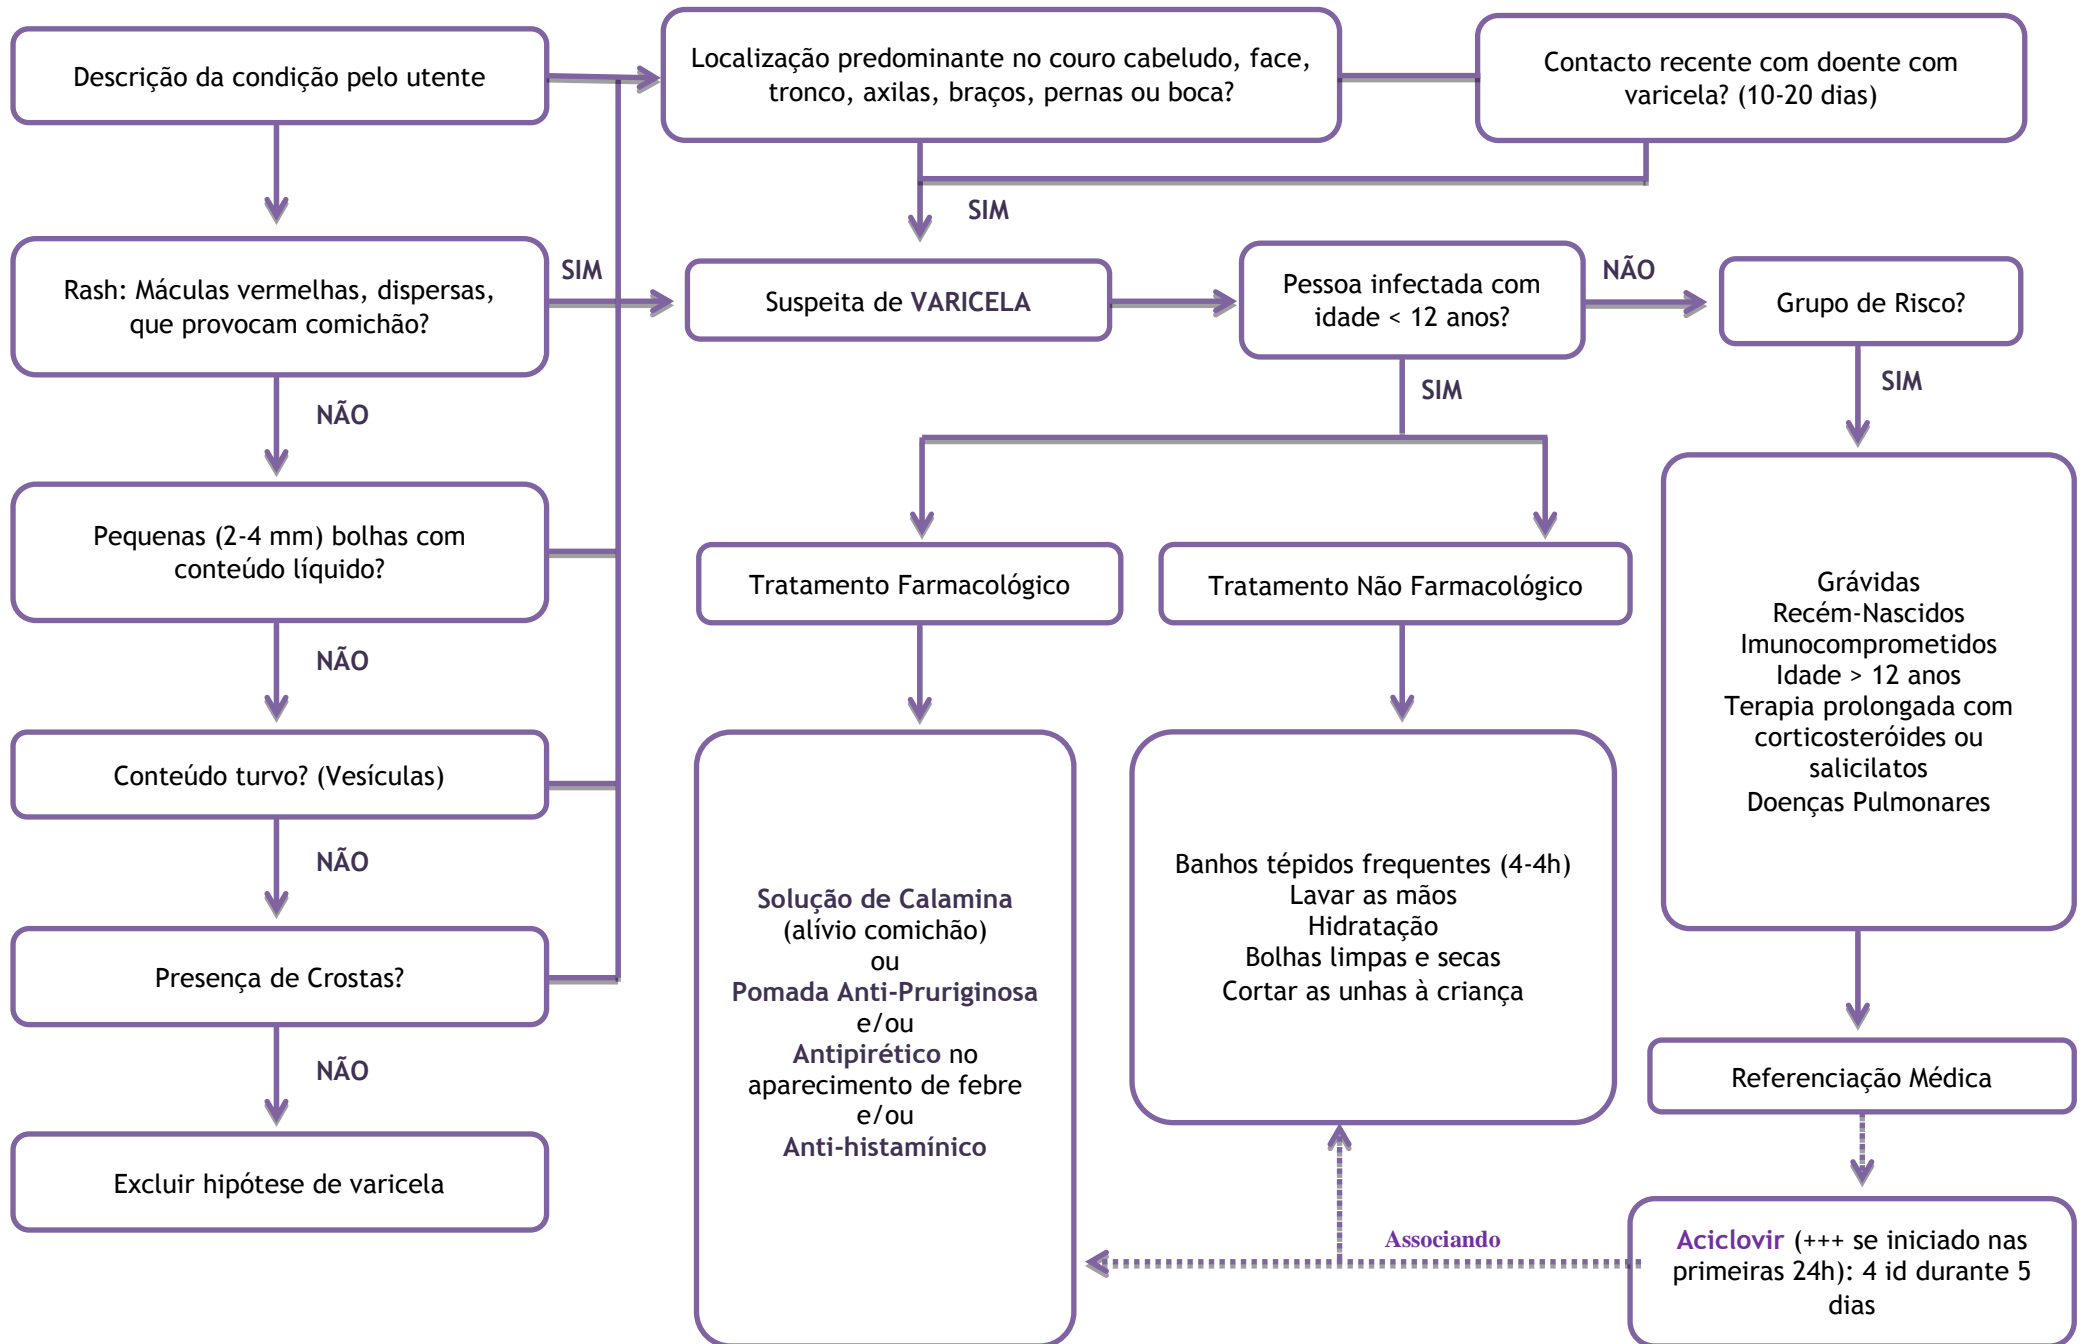 Descrição da condição pelo utente
Localização predominante no couro cabeludo, face,
tronco, axilas, braços, pernas ou boca?
Contacto recente com doente com
varicela? (10-20 dias)
SIM
Rash: Máculas vermelhas, dispersas,
que provocam comichão?
SIM
Suspeita de VARICELA
Pessoa infectada com
idade < 12 anos?
NÃO
Grupo de Risco?
NÃO
SIM
SIM
Pequenas (2-4 mm) bolhas com
conteúdo líquido?
Tratamento Farmacológico
Tratamento Não Farmacológico
Grávidas
Recém-Nascidos
Imunocomprometidos
Idade > 12 anos
Terapia prolongada com
corticosteróides ou
salicilatos
Doenças Pulmonares
NÃO
Conteúdo turvo? (Vesículas)
NÃO
Solução de Calamina
(alívio comichão)
ou
Pomada Anti-Pruriginosa
e/ou
Antipirético no
aparecimento de febre
e/ou
Anti-histamínico
Banhos tépidos frequentes (4-4h)
Lavar as mãos
Hidratação
Bolhas limpas e secas
Cortar as unhas à criança
Presença de Crostas?
NÃO
Referenciação Médica
Excluir hipótese de varicela
Associando
Aciclovir (+++ se iniciado nas
primeiras 24h): 4 id durante 5
dias